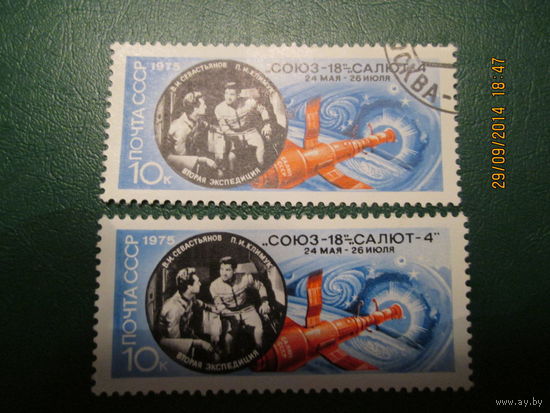 ПОЧТА СССР
1975
В.И. СЕВАСТЬЯНОВ П.И. КЛИМУК
ВТОРАЯ ЭКСПЕДИЦИЯ
10к
„СОЮЗ-18"-„САЛЮТ-4"
24 МАЯ - 26 ИЮЛЯ
МОСКВА-
ПОЧТА СССР
1975
В.И. СЕВАСТЬЯНОВ П.И. КЛИМУК
ВТОРАЯ ЭКСПЕДИЦИЯ
10к
„СОЮЗ-18"-„САЛЮТ-4"
24 МАЯ - 26 ИЮЛЯ
29/09/2014 18:47
www.ay.by